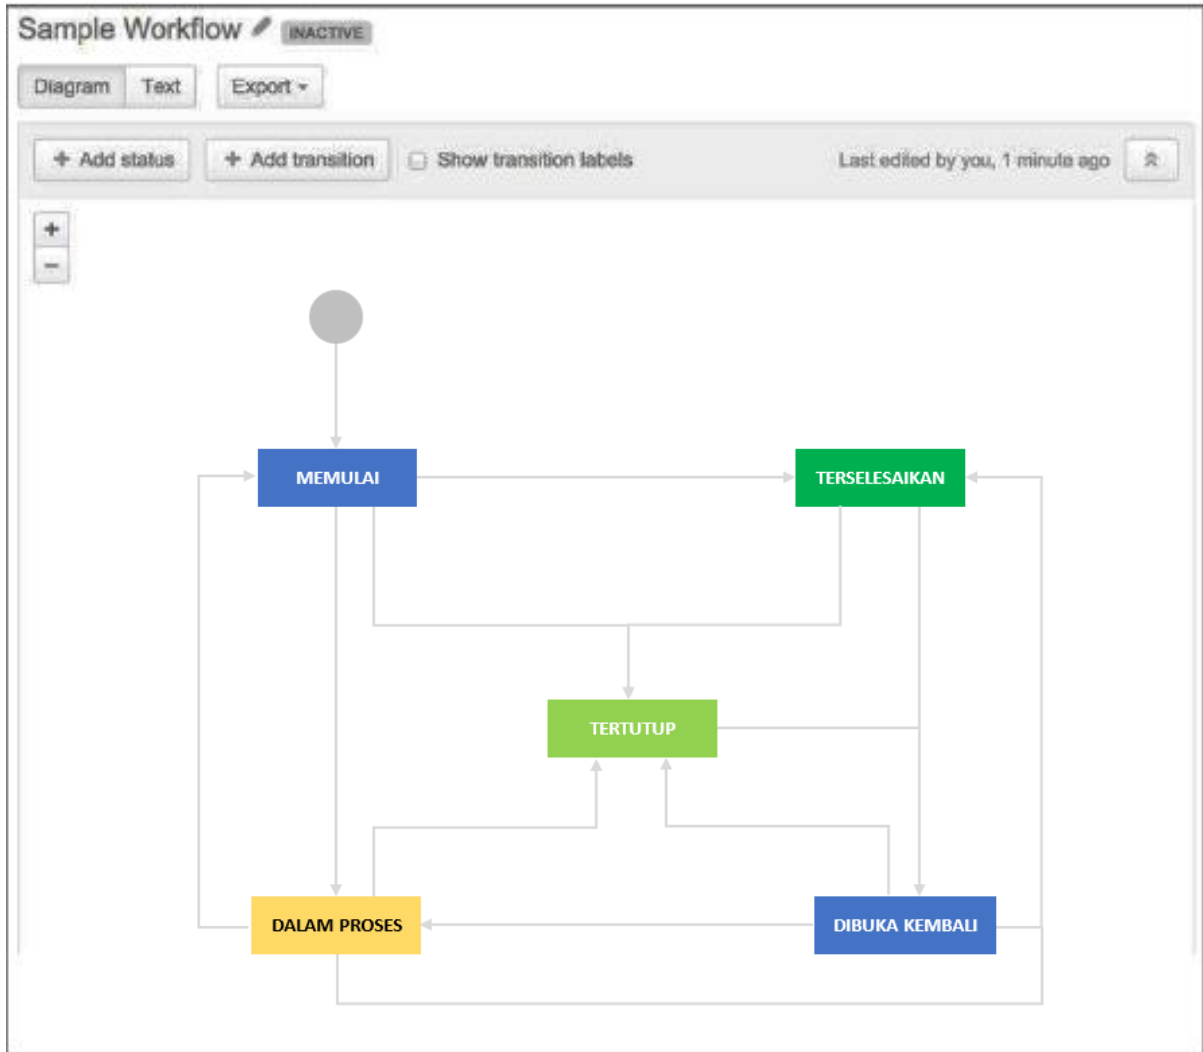 Sample Workflow INACTIVE
Diagram Text Export
+ Add status + Add transition Show transition labels Last edited by you, 1 minute ago
+
−
MEMULAI TERSELESAIKAN
TERTUTUP
DALAM PROSES DIBUKA KEMBALI